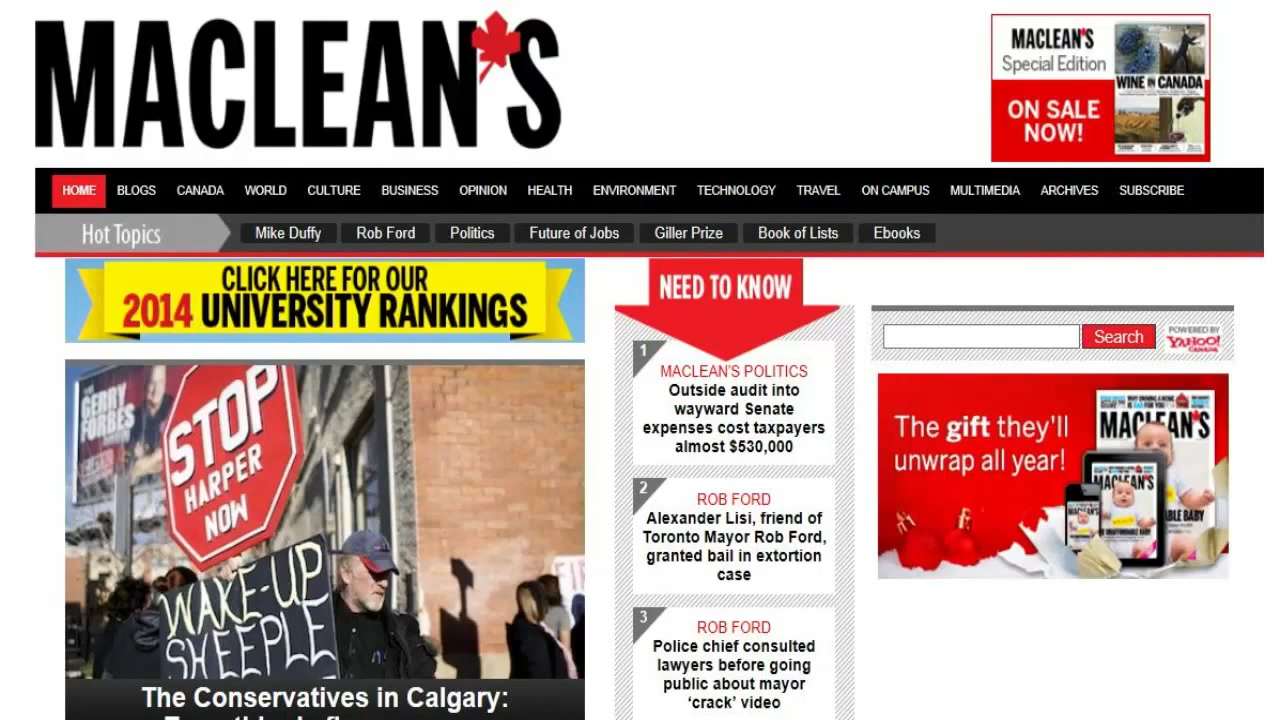 MACLEAN'S
MACLEAN'S
Special Edition
ON SALE
NOW!
WINE IN CANADA
HOME BLOGS CANADA WORLD CULTURE BUSINESS OPINION HEALTH ENVIRONMENT TECHNOLOGY TRAVEL ON CAMPUS MULTIMEDIA ARCHIVES SUBSCRIBE
Hot Topics Mike Duffy Rob Ford Politics Future of Jobs Giller Prize Book of Lists Ebooks
CLICK HERE FOR OUR
2014 UNIVERSITY RANKINGS
GERRY
FORBES
STOP
HARPER
NOW
WAKE-UP
SHEEPLE
The Conservatives in Calgary:
NEED TO KNOW
1
MACLEAN'S POLITICS
Outside audit into
wayward Senate
expenses cost taxpayers
almost $530,000
2
ROB FORD
Alexander Lisi, friend of
Toronto Mayor Rob Ford,
granted bail in extortion
case
3
ROB FORD
Police chief consulted
lawyers before going
public about mayor
‘crack’ video
Search
POWERED BY
YAHOO!
CANADA
The gift they'll
unwrap all year!
MACLEAN'S
MACLEAN'S
MACLEAN'S